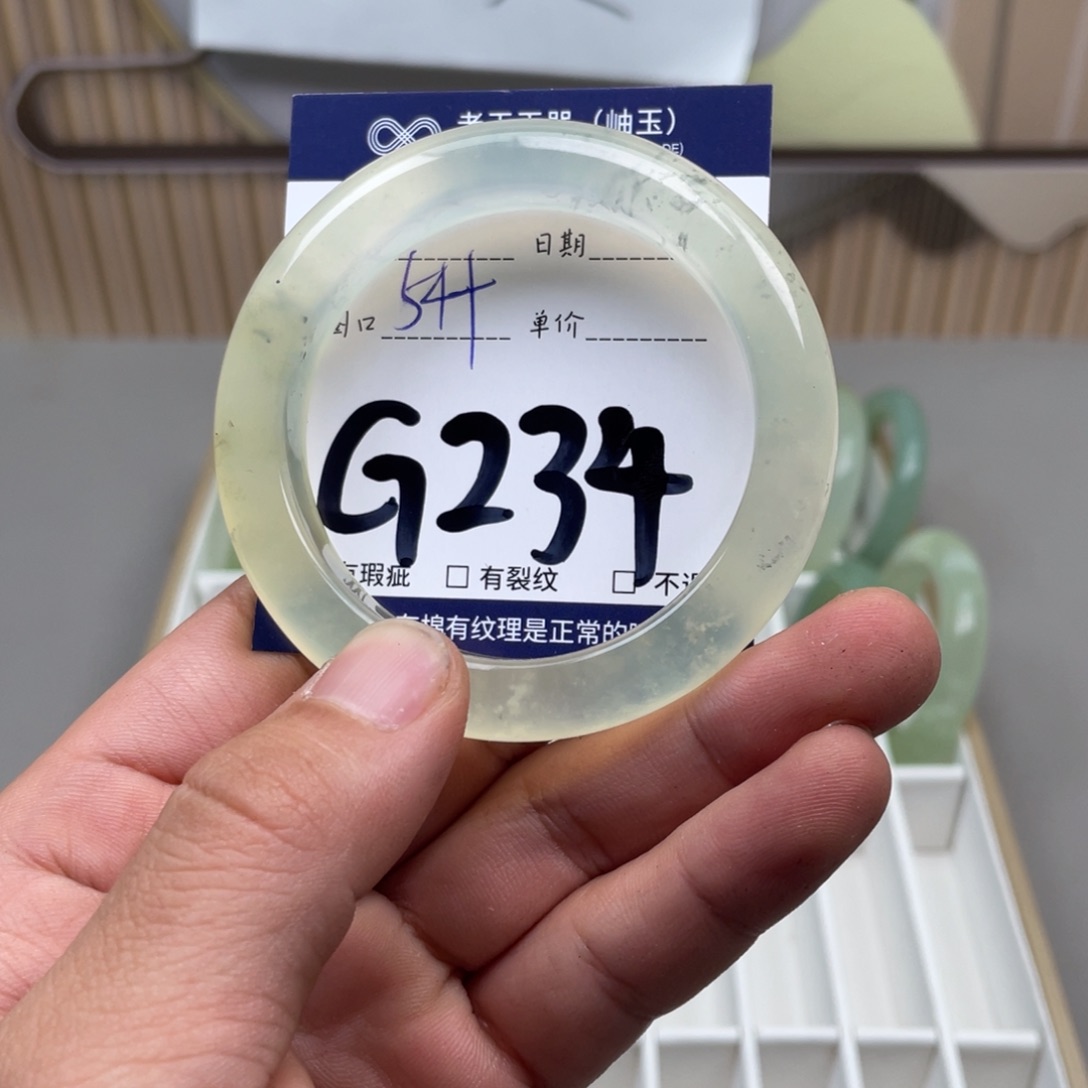 （岫玉）
DE)
日期
口 54+ 单价
G234
瑕疵 □ 有裂纹 □ 不
有纹理是正常的